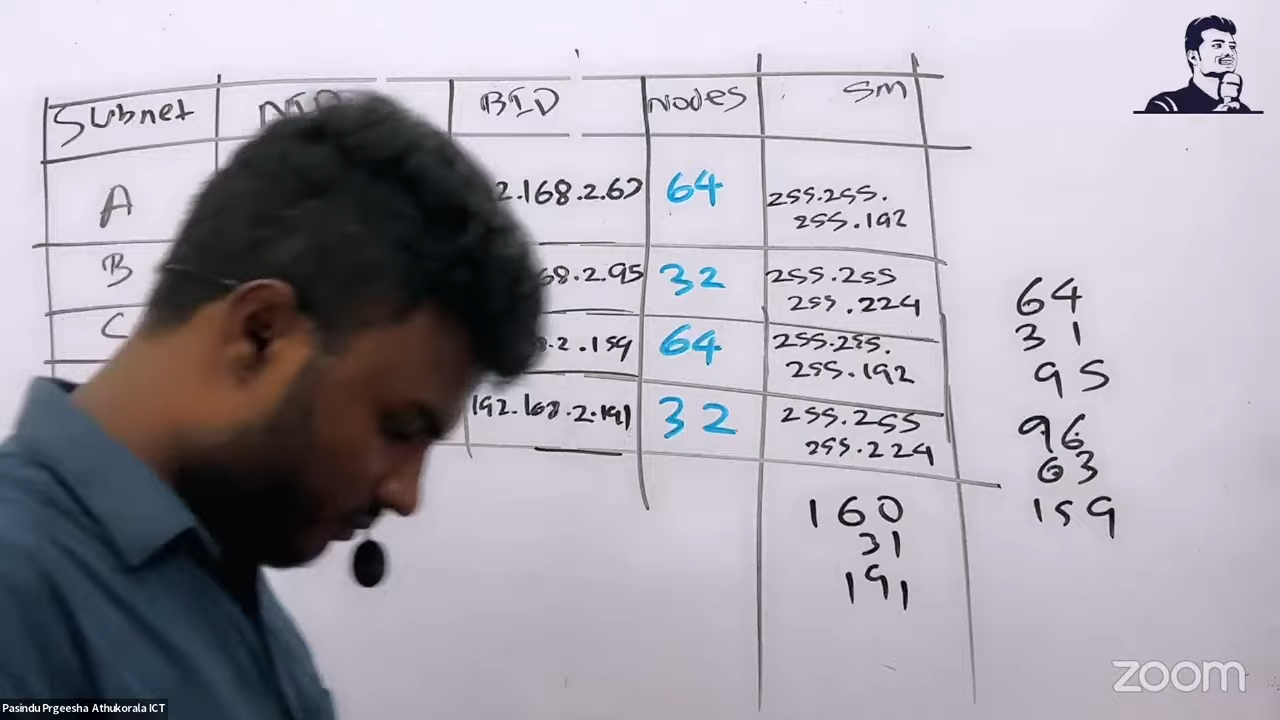 Subnet NID BID Nodes SM
A 2.168.2.63 64 255.255.
255.192
B 68.2.95 32 255.255
255.224
C 8.2.159 64 255.255.
255.192
192.168.2.191 32 255.255
255.224
64
31
95
96
63
159
160
31
191
zoom
Pasindu Prgeesha Athukorala ICT